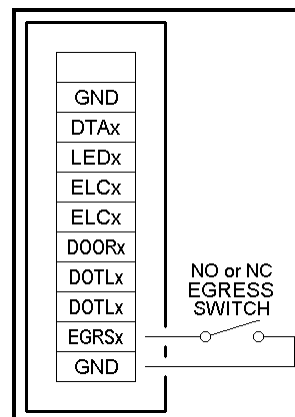 GND
DTAx
LEDx
ELCx
ELCx
DOORx
DOTLx
DOTLx
EGRSx
GND
NO or NC
EGRESS
SWITCH